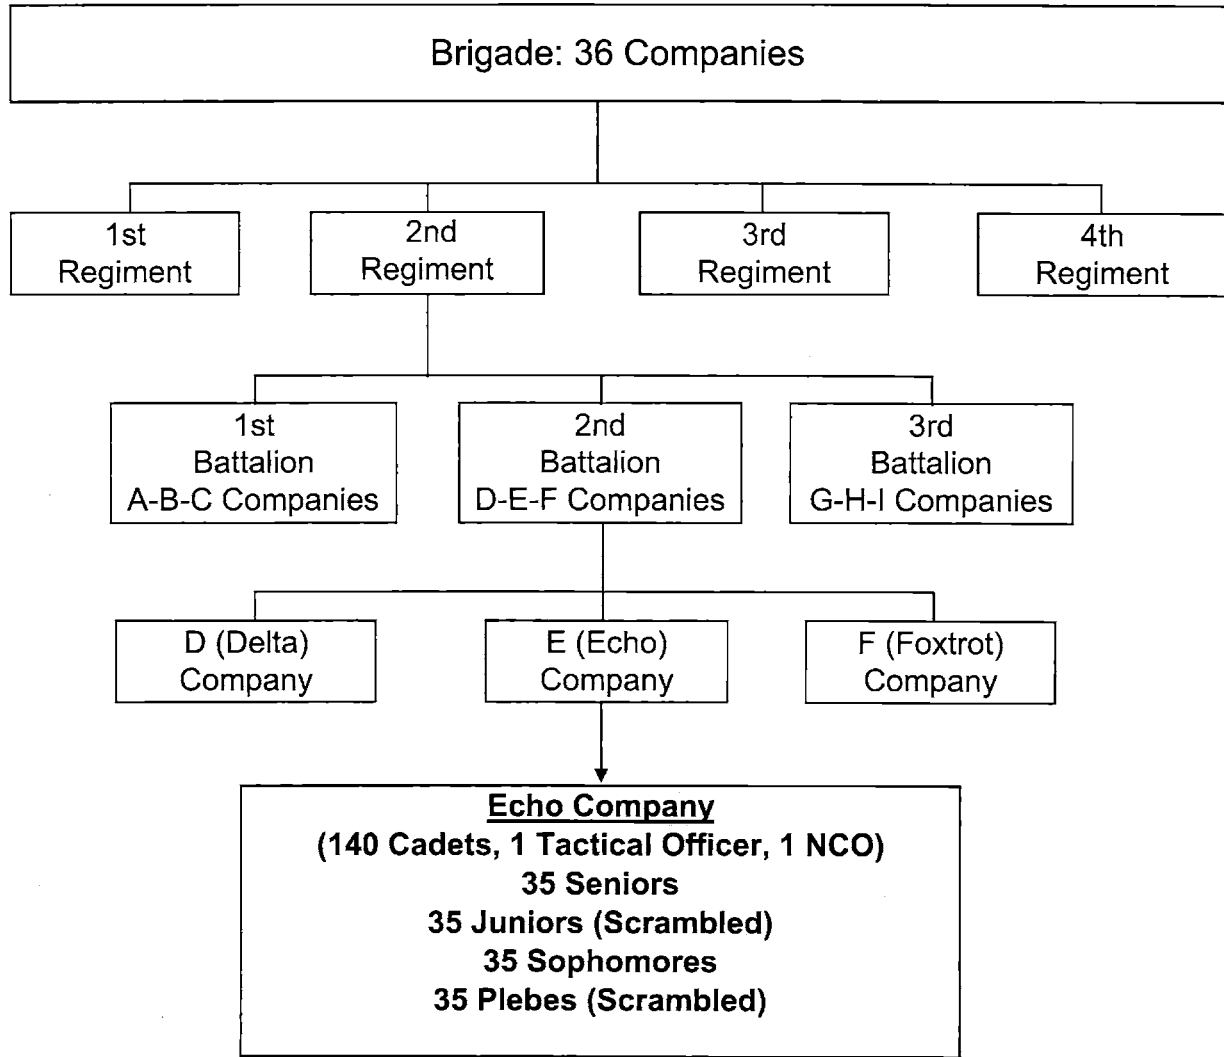 Brigade: 36 Companies
1st
Regiment
2nd
Regiment
3rd
Regiment
4th
Regiment
1st
Battalion
A-B-C Companies
2nd
Battalion
D-E-F Companies
3rd
Battalion
G-H-I Companies
D (Delta)
Company
E (Echo)
Company
F (Foxtrot)
Company
Echo Company
(140 Cadets, 1 Tactical Officer, 1 NCO)
35 Seniors
35 Juniors (Scrambled)
35 Sophomores
35 Plebes (Scrambled)